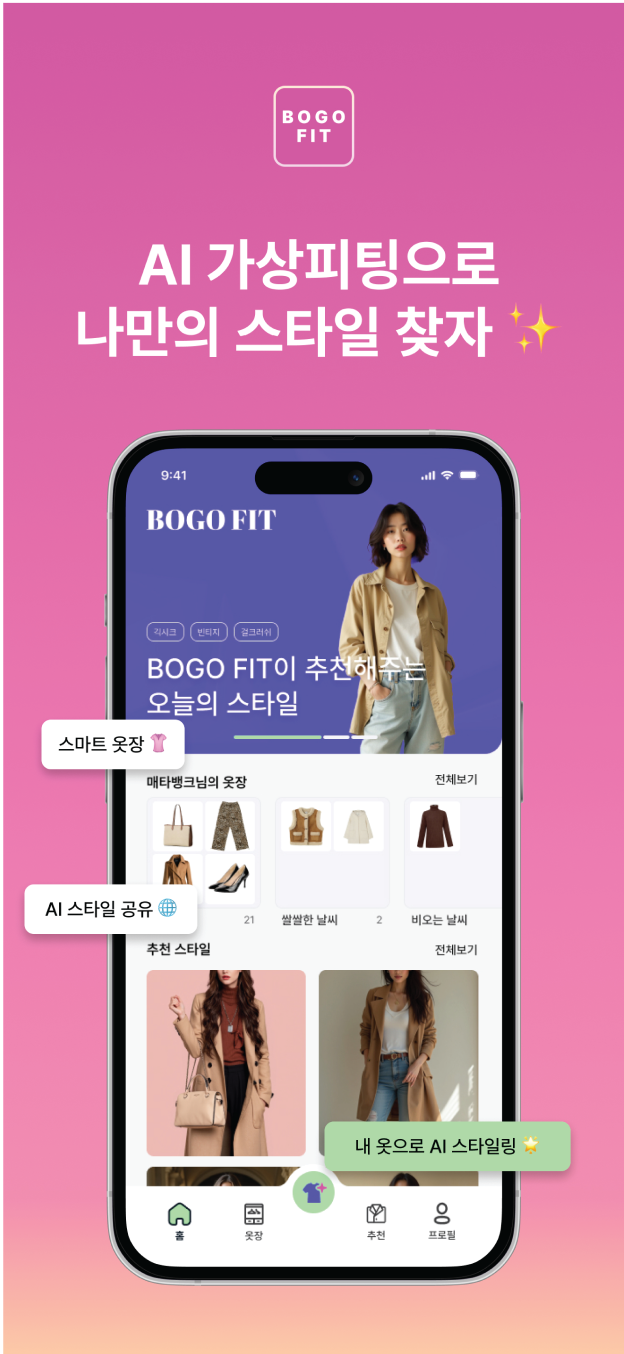 BOGO
FIT
AI 가상피팅으로
나만의 스타일 찾자
9:41
BOGO FIT
긱시크
빈티지
걸크러쉬
BOGO FIT이 추천해주는
오늘의 스타일
스마트 옷장
매타뱅크님의 옷장
전체보기
AI 스타일 공유
21
쌀쌀한 날씨
2
비오는 날씨
추천 스타일
전체보기
내 옷으로 AI 스타일링
홈
옷장
추천
프로필